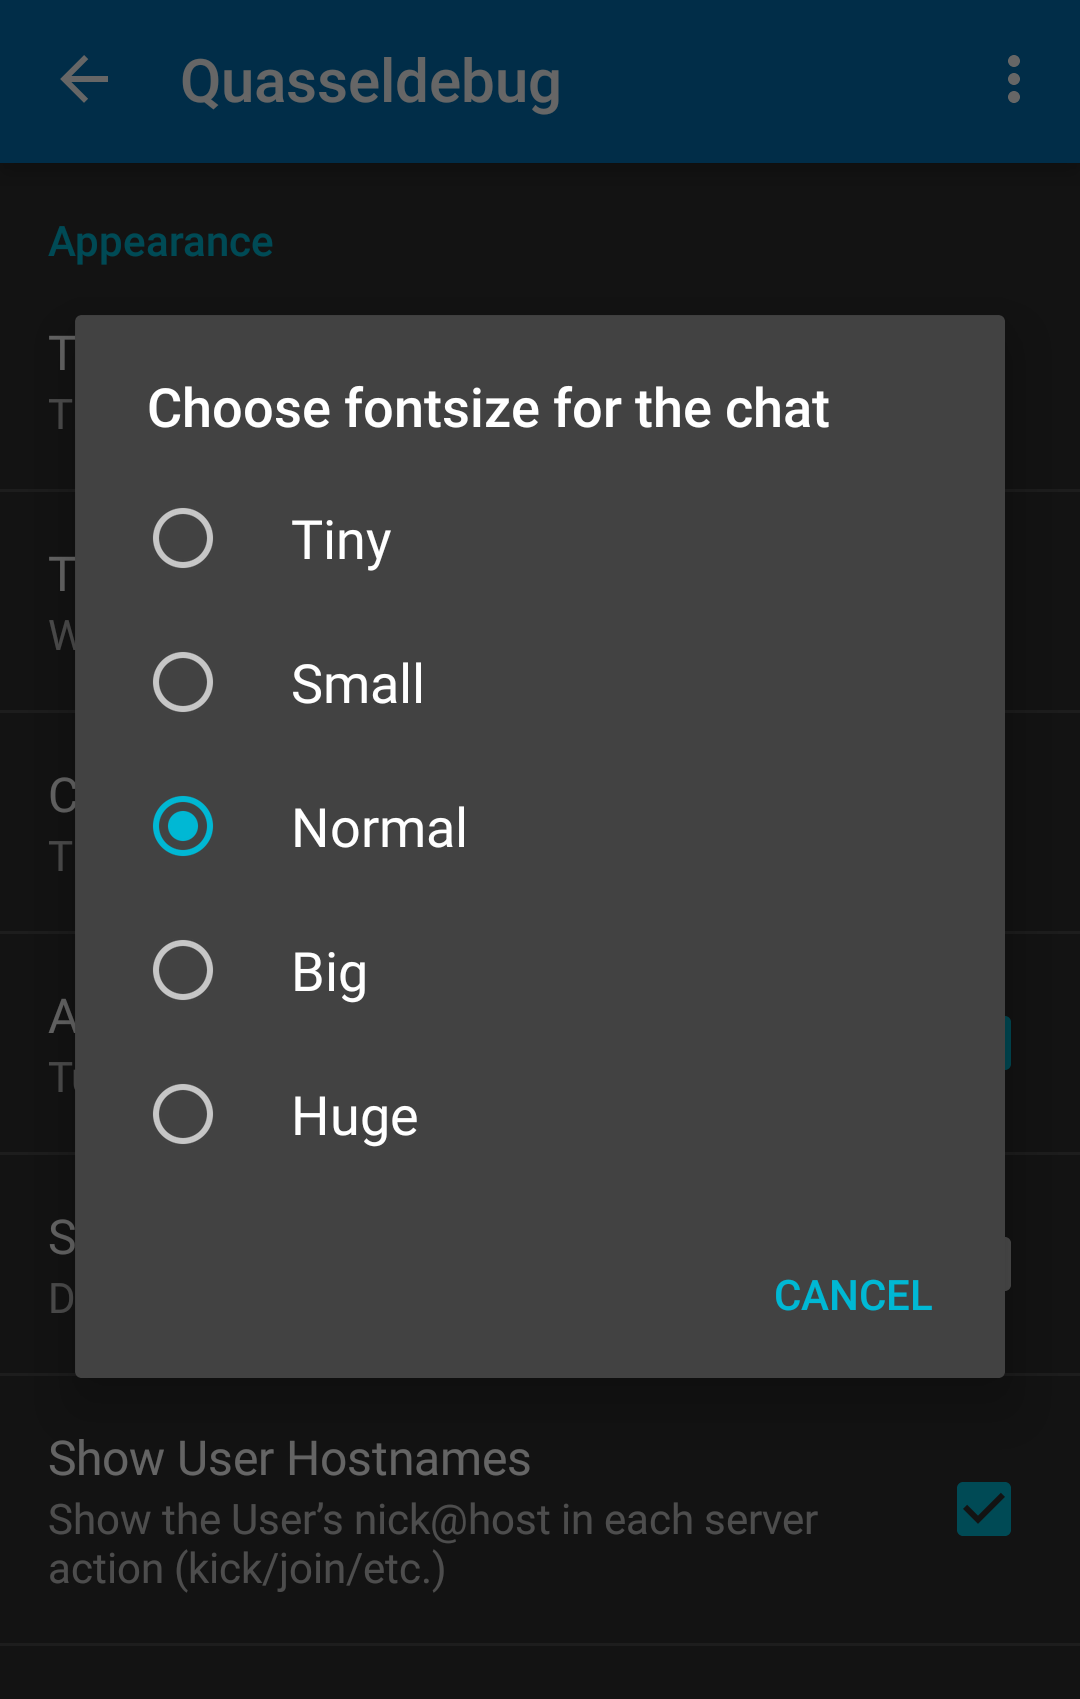 Quasseldebug
Appearance
Choose fontsize for the chat
Tiny
Small
Normal
Big
Huge
CANCEL
Show User Hostnames
Show the User’s nick@host in each server
action (kick/join/etc.)